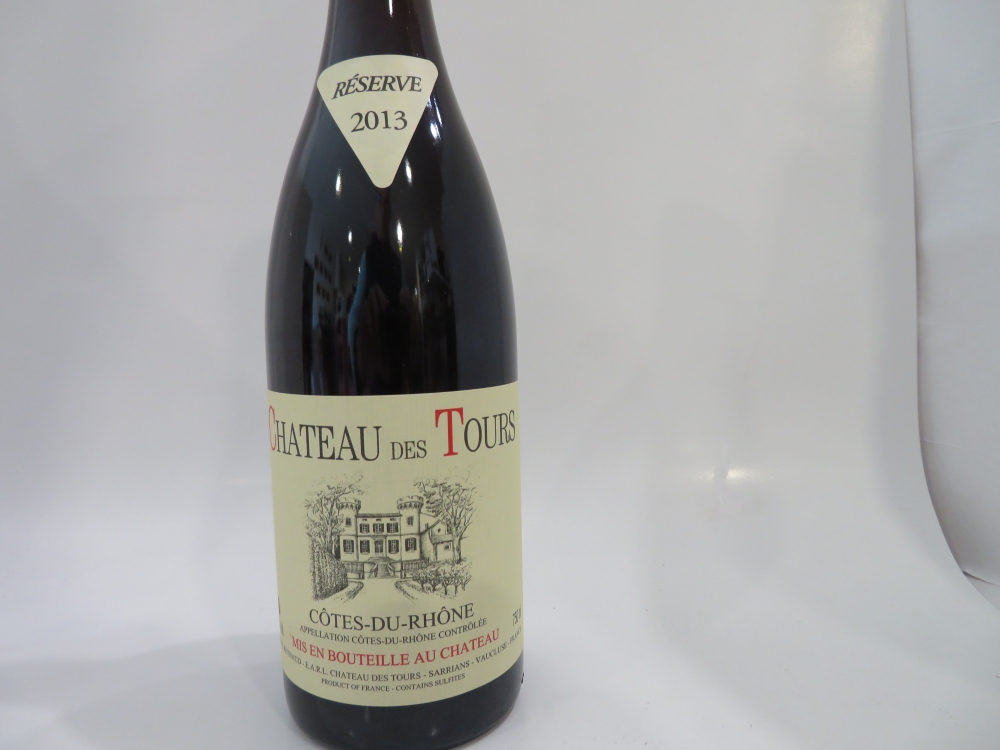 RÉSERVE
2013
CHATEAU DES TOURS
CÔTES-DU-RHÔNE
APPELLATION CÔTES-DU-RHÔNE CONTRÔLÉE
MIS EN BOUTEILLE AU CHATEAU
- E.A.R.L. CHATEAU DES TOURS - SARRIANS - VAUCLUSE - FRANCE
PRODUCT OF FRANCE - CONTAINS SULFITES